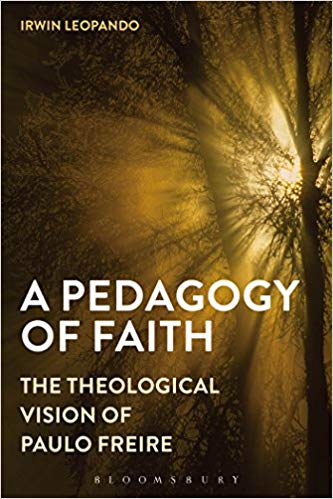 IRWIN LEOPANDO
A PEDAGOGY
OF FAITH
THE THEOLOGICAL
VISION OF
PAULO FREIRE
BLOOMSBURY